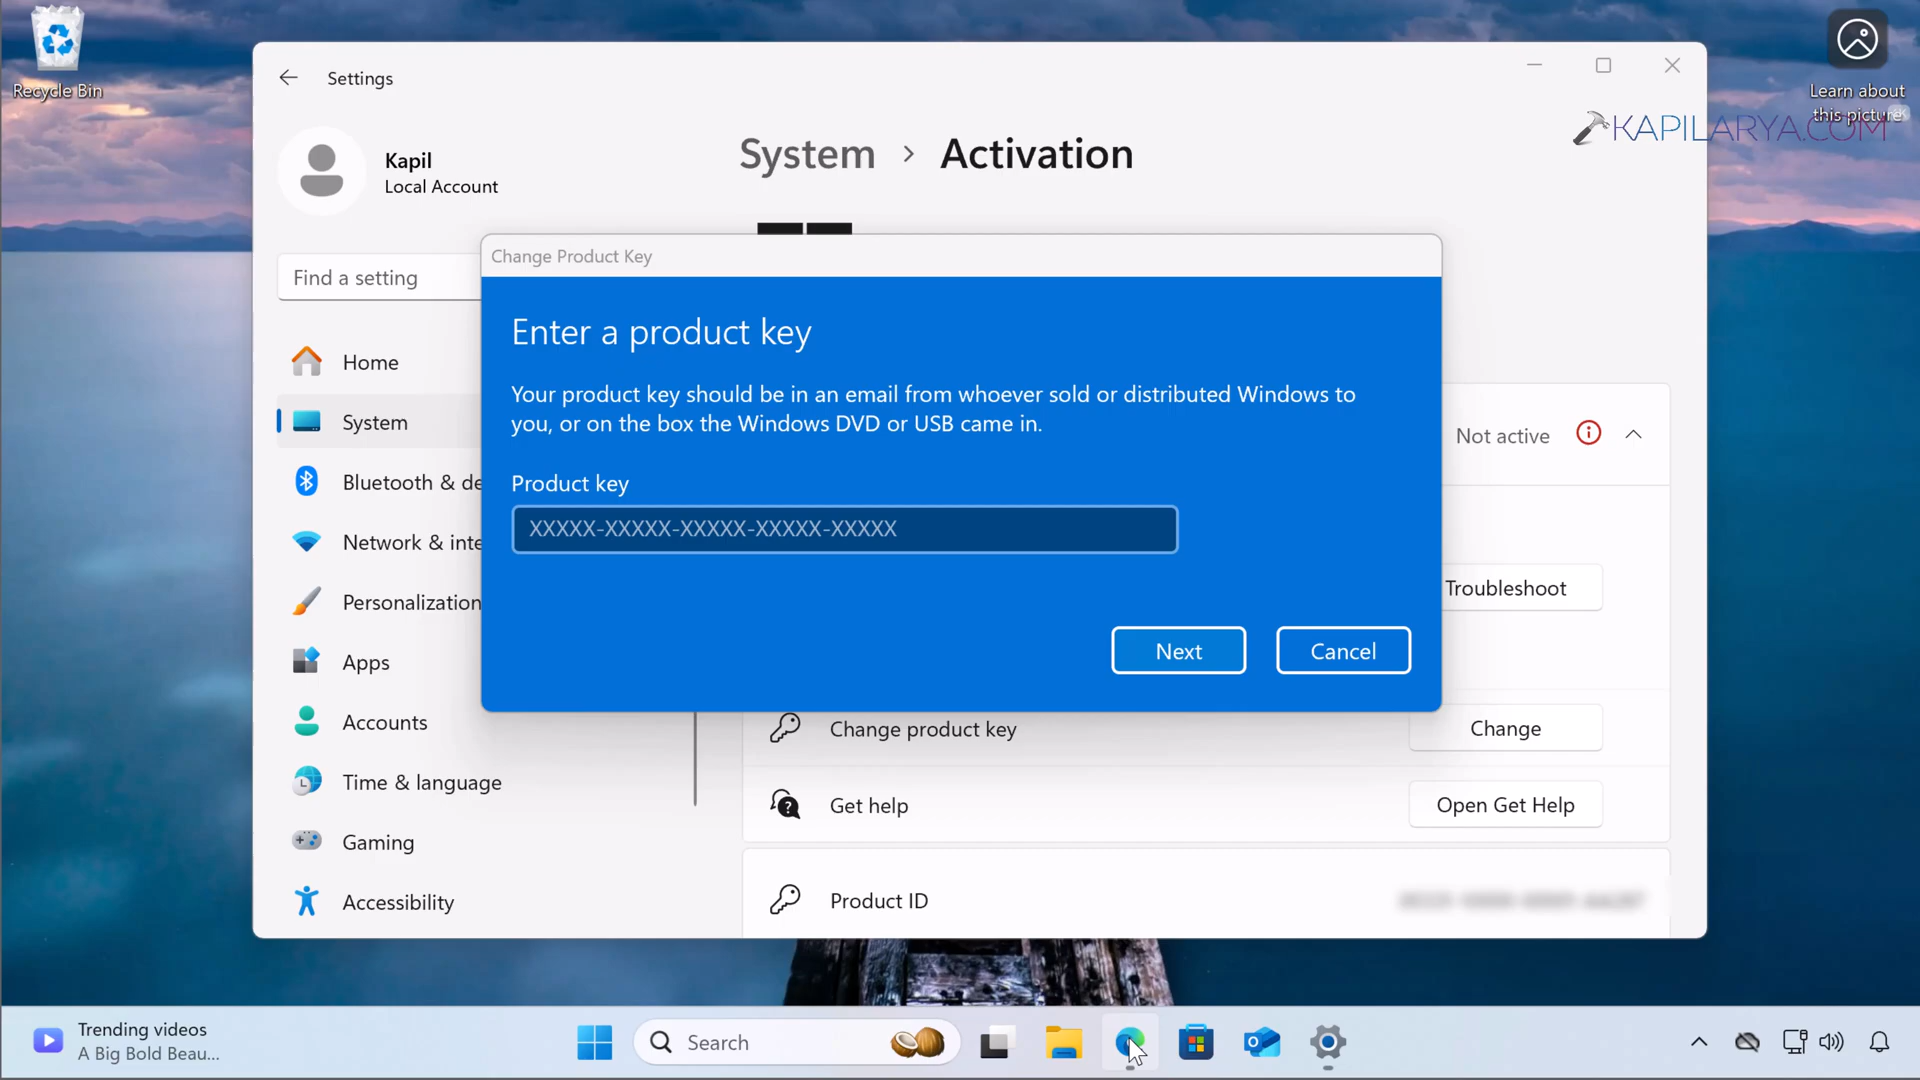 Recycle Bin
Learn about
this picture
KAPILARYA.COM
Settings
Kapil
Local Account
System > Activation
Find a setting
Home
System
Bluetooth & de
Network & inte
Personalization
Apps
Accounts
Time & language
Gaming
Accessibility
Change Product Key
Enter a product key
Your product key should be in an email from whoever sold or distributed Windows to
you, or on the box the Windows DVD or USB came in.
Product key
XXXXX-XXXXX-XXXXX-XXXXX-XXXXX
Next
Cancel
Not active
Troubleshoot
Change product key
Change
Get help
Open Get Help
Product ID
Trending videos
A Big Bold Beau...
Search